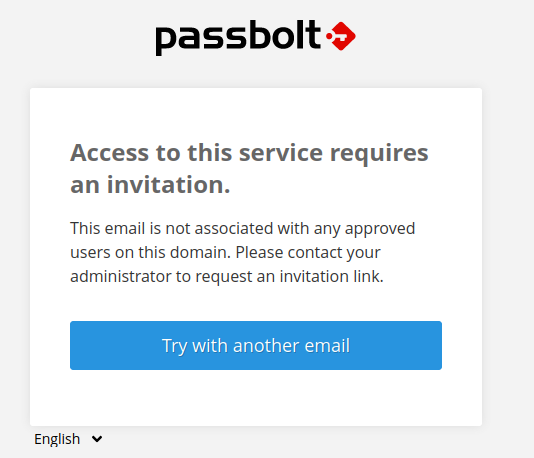 passbolt
Access to this service requires
an invitation.
This email is not associated with any approved
users on this domain. Please contact your
administrator to request an invitation link.
Try with another email
English